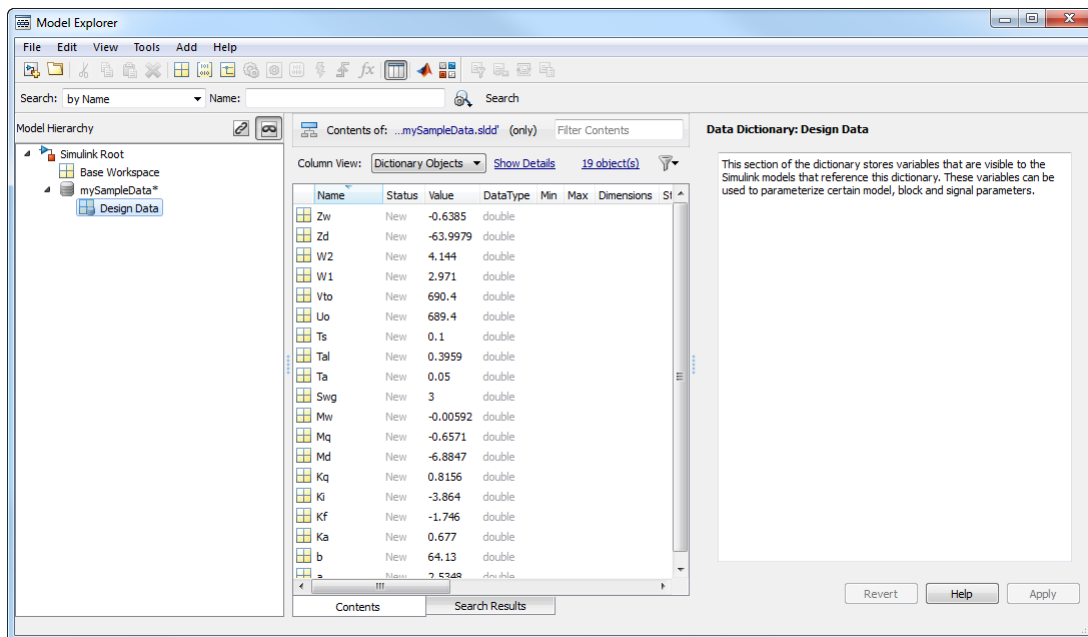 Model Explorer
File Edit View Tools Add Help
Search: by Name Name: Search
Model Hierarchy
Simulink Root
Base Workspace
mySampleData*
Design Data
Contents of: ...mySampleData.sldd' (only) Filter Contents
Column View: Dictionary Objects Show Details 19 object(s)
Name Status Value DataType Min Max Dimensions
Zw New -0.6385 double
Zd New -63.9979 double
W2 New 4.144 double
W1 New 2.971 double
Vto New 690.4 double
Uo New 689.4 double
Ts New 0.1 double
Tal New 0.3959 double
Ta New 0.05 double
Swg New 3 double
Mw New -0.00592 double
Mq New -0.6571 double
Md New -6.8847 double
Kq New 0.8156 double
Ki New -3.864 double
Kf New -1.746 double
Ka New 0.677 double
b New 64.13 double
a New 2.5348 double
Contents Search Results
Data Dictionary: Design Data
This section of the dictionary stores variables that are visible to the
Simulink models that reference this dictionary. These variables can be
used to parameterize certain model, block and signal parameters.
Revert Help Apply